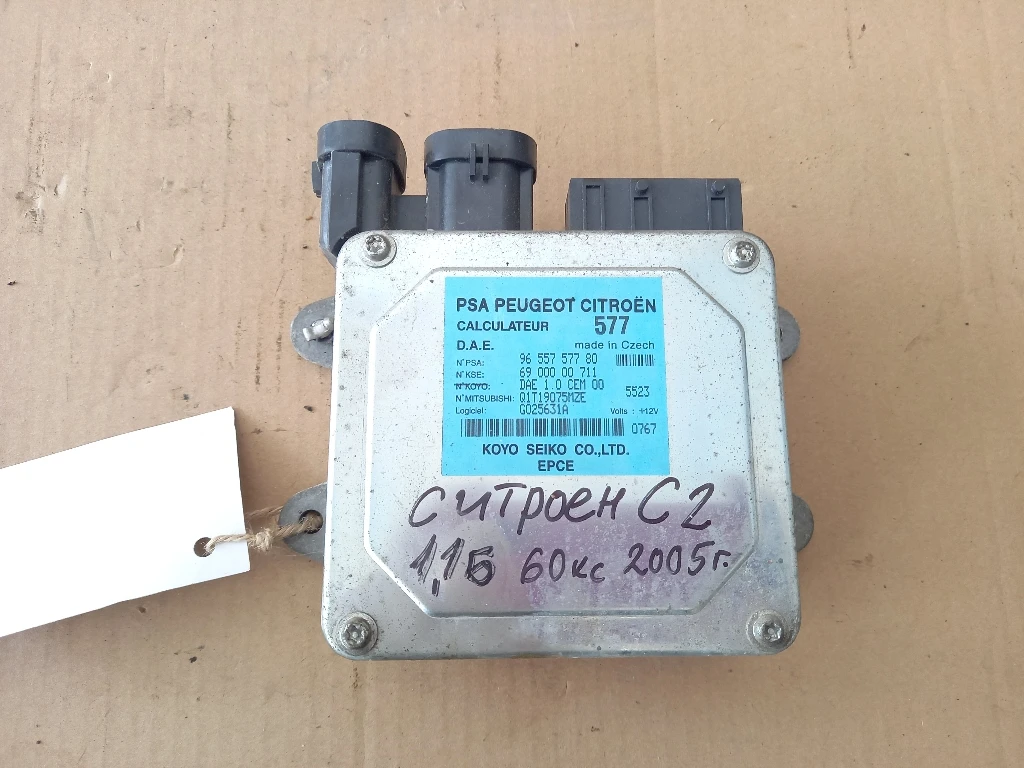 PSA PEUGEOT CITROËN
CALCULATEUR 577
D.A.E. made in Czech
N°PSA: 96 557 577 80
N°KSE: 69 000 00 711
N°KOYO: DAE 1.0 CEM 00
5523
N°MITSUBISHI: Q1T19075MZE
Logiciel: G025631A Volts : +12V
0767
KOYO SEIKO CO.,LTD.
EPCE
СИТРОЕН С2
1,1б 60кс 2005г.